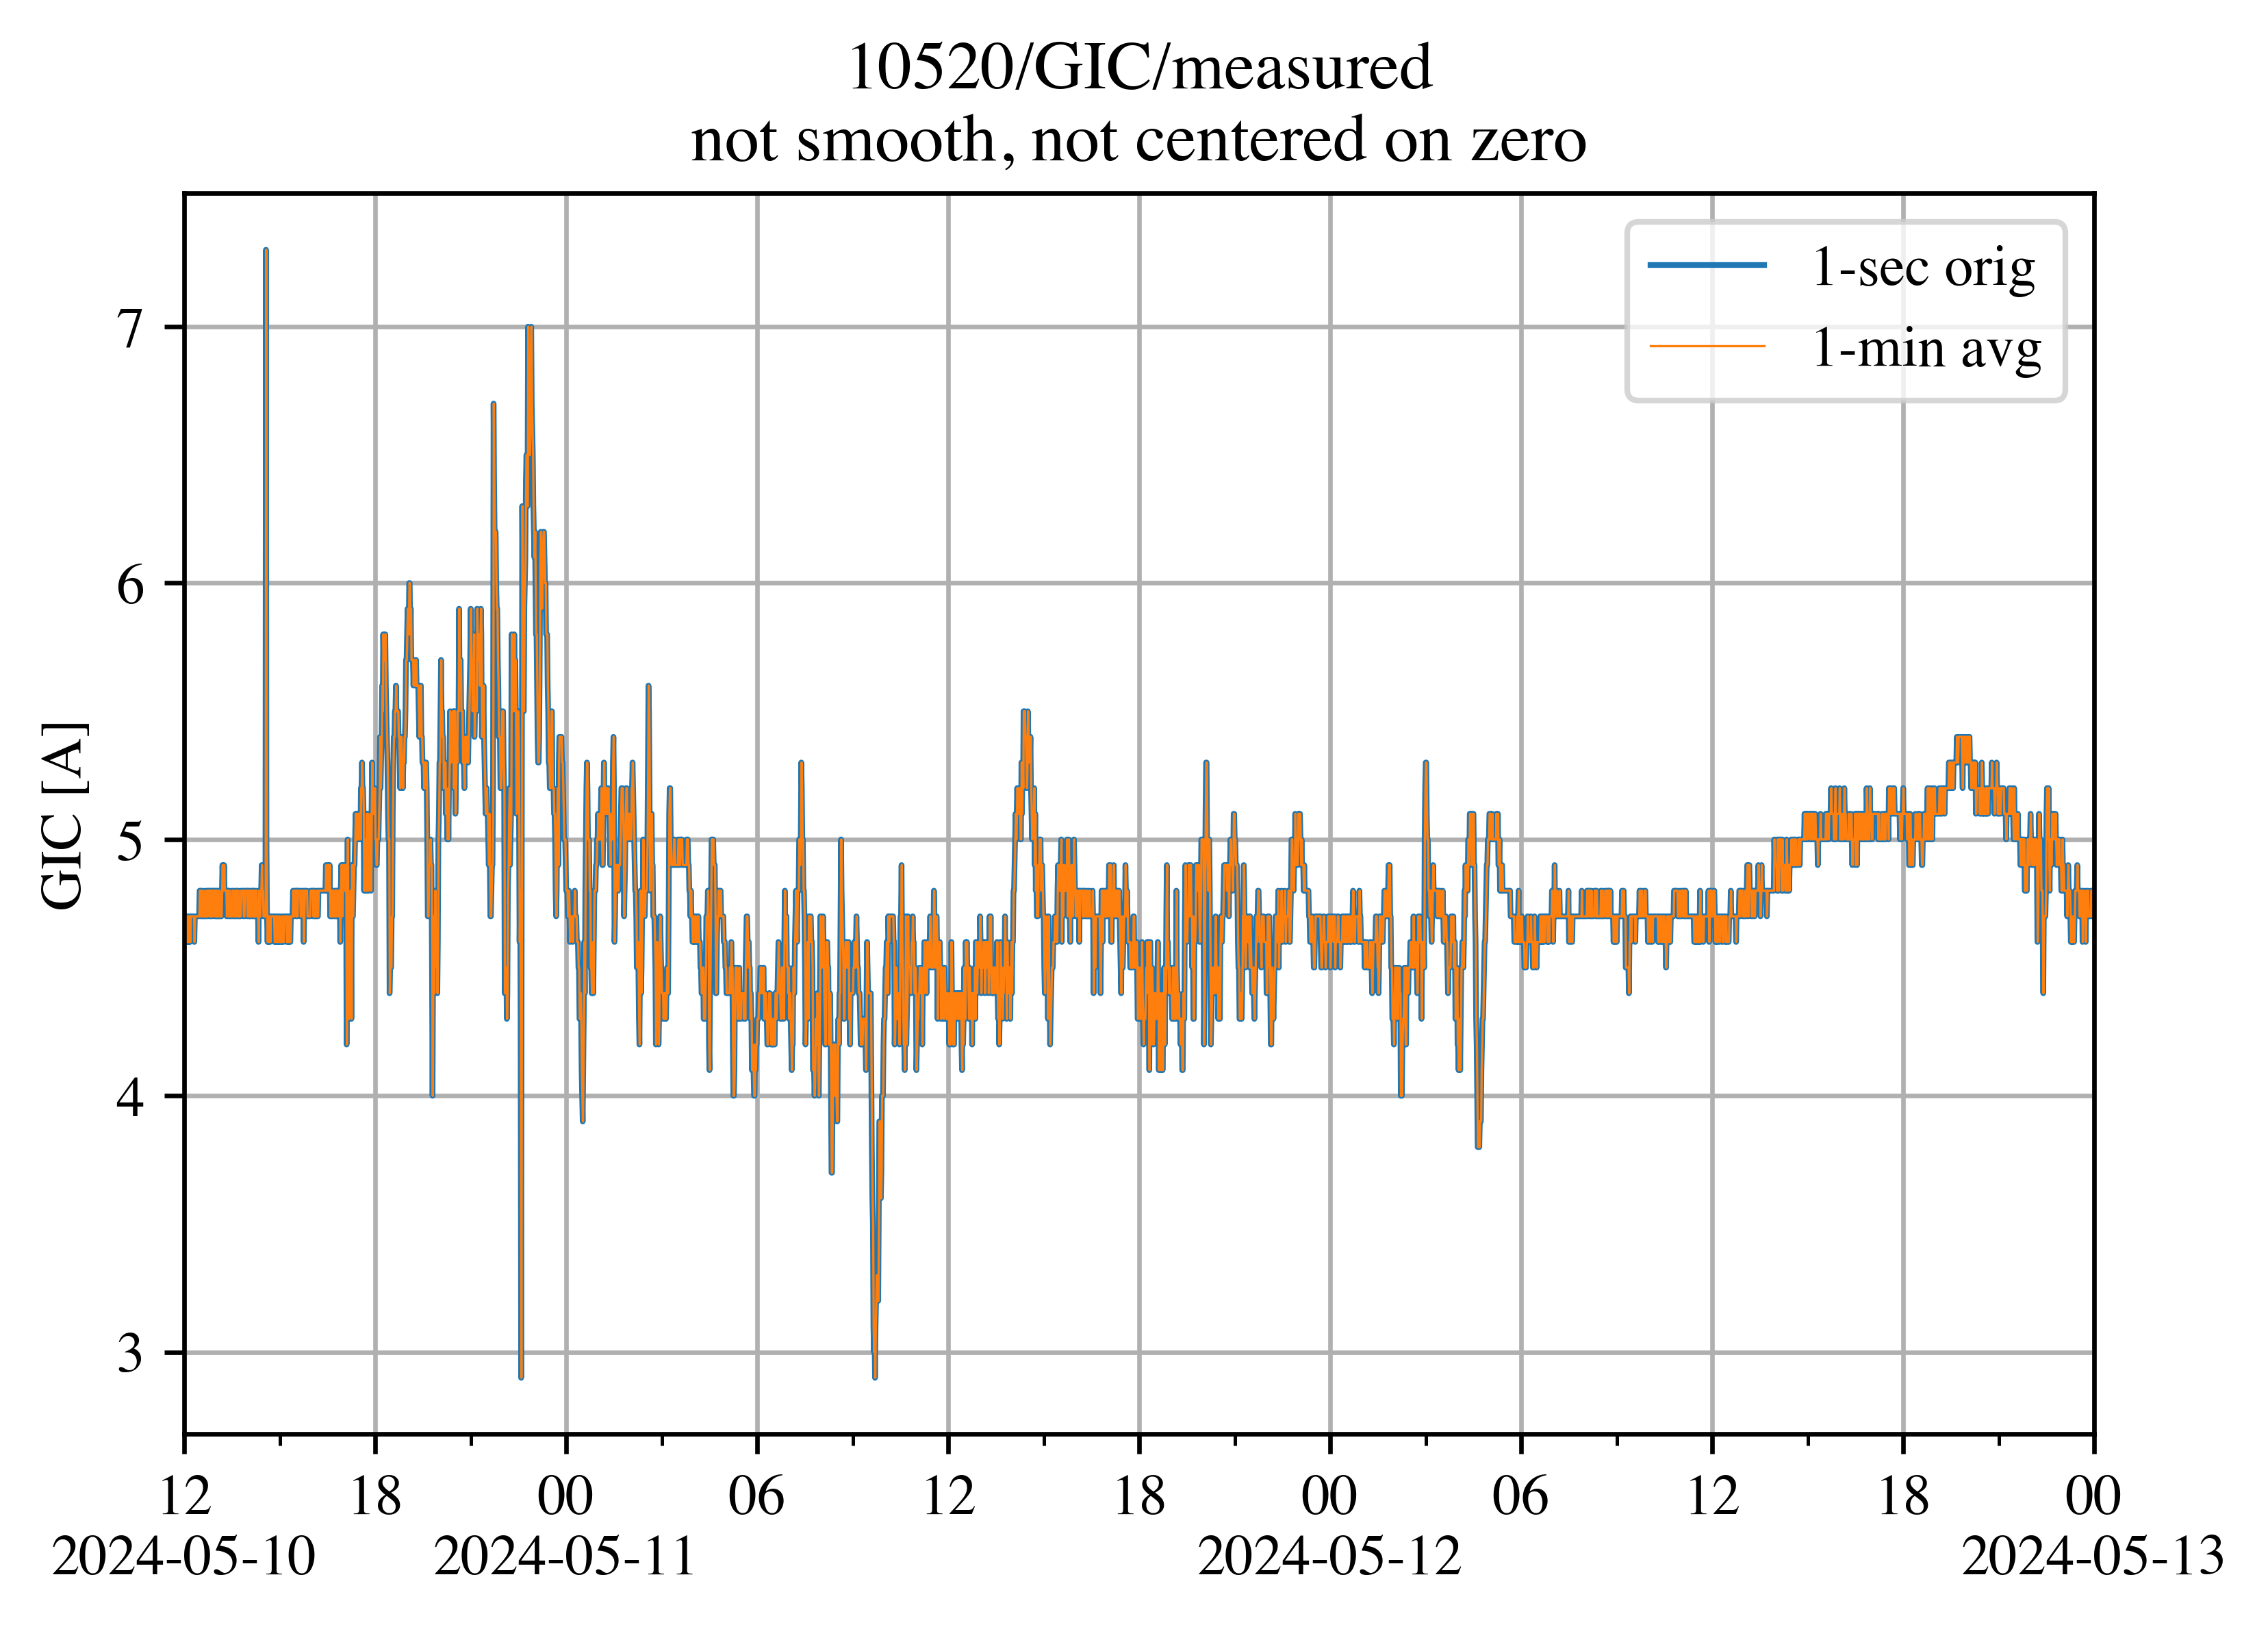 10520/GIC/measured
not smooth, not centered on zero
1-sec orig
1-min avg
GIC [A]
7
6
5
4
3
12 18 00 06 12 18 00 06 12 18 00
2024-05-10 2024-05-11 2024-05-12 2024-05-13